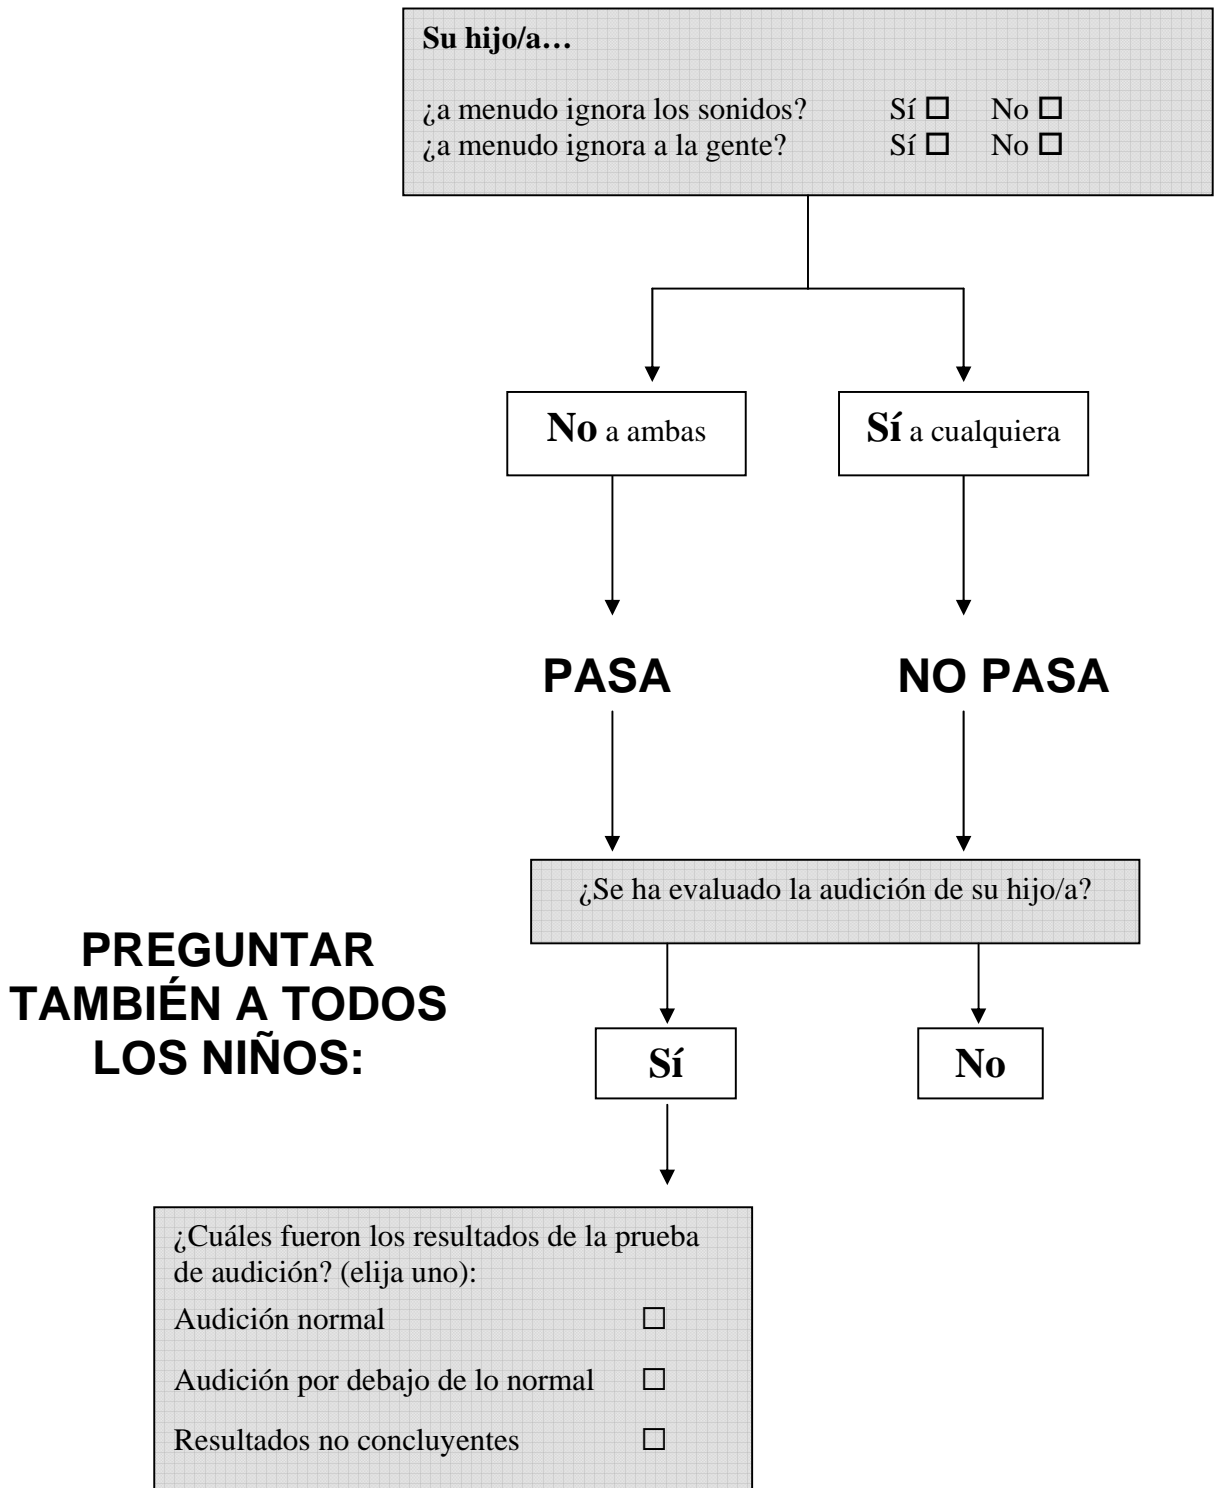 Su hijo/a…
¿a menudo ignora los sonidos? Sí ☐ No ☐
¿a menudo ignora a la gente? Sí ☐ No ☐
No a ambas
Sí a cualquiera
PASA
NO PASA
¿Se ha evaluado la audición de su hijo/a?
PREGUNTAR
TAMBIÉN A TODOS
LOS NIÑOS:
Sí
No
¿Cuáles fueron los resultados de la prueba
de audición? (elija uno):
Audición normal ☐
Audición por debajo de lo normal ☐
Resultados no concluyentes ☐